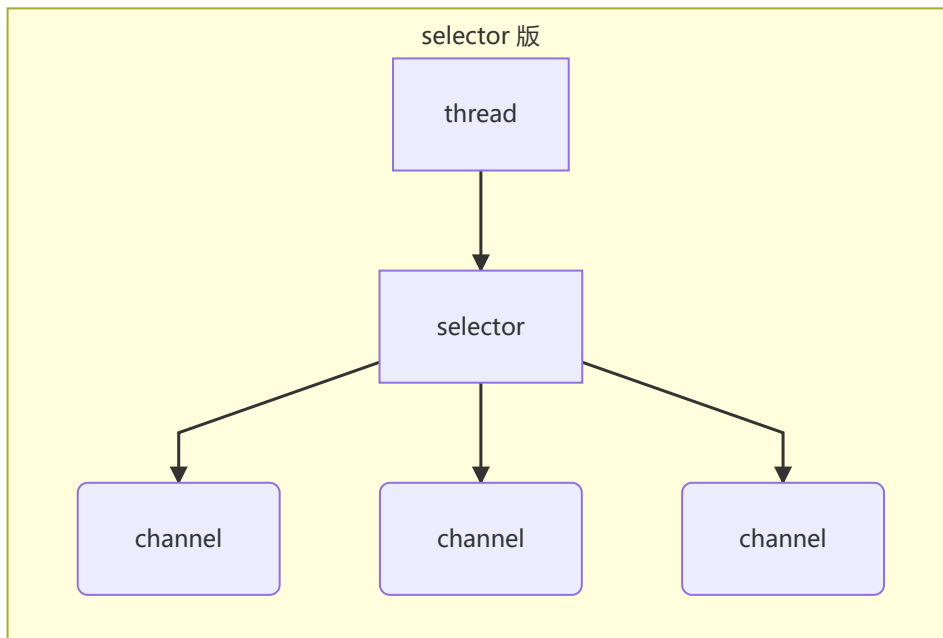 selector 版
thread
selector
channel
channel
channel